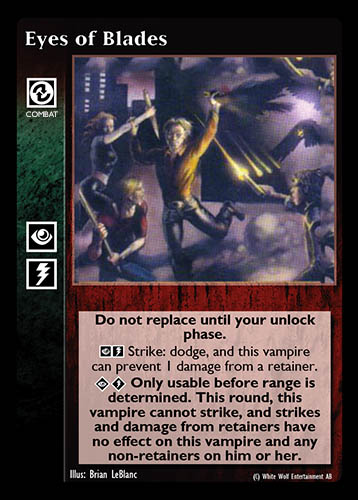 Eyes of Blades
COMBAT
Do not replace until your unlock
phase.
Strike: dodge, and this vampire
can prevent 1 damage from a retainer.
Only usable before range is
determined. This round, this
vampire cannot strike, and strikes
and damage from retainers have
no effect on this vampire and any
non-retainers on him or her.
Illus: Brian LeBlanc
(C) White Wolf Entertainment AB